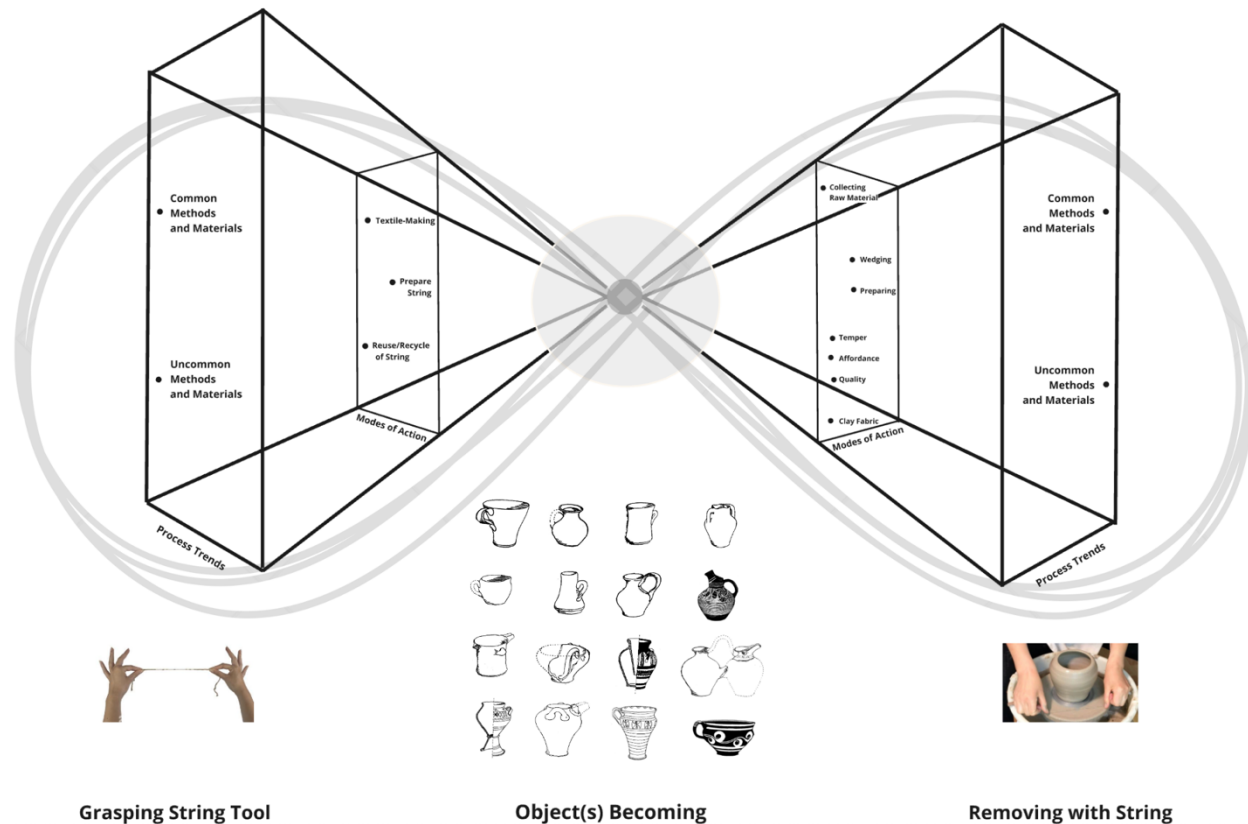 Common
Methods
and Materials
Uncommon
Methods
and Materials
Process Trends
Textile-Making
Prepare
String
Reuse/Recycle
of String
Modes of Action
Collecting
Raw Material
Wedging
Preparing
Temper
Affordance
Quality
Clay Fabric
Modes of Action
Common
Methods
and Materials
Uncommon
Methods
and Materials
Process Trends
Grasping String Tool
Object(s) Becoming
Removing with String